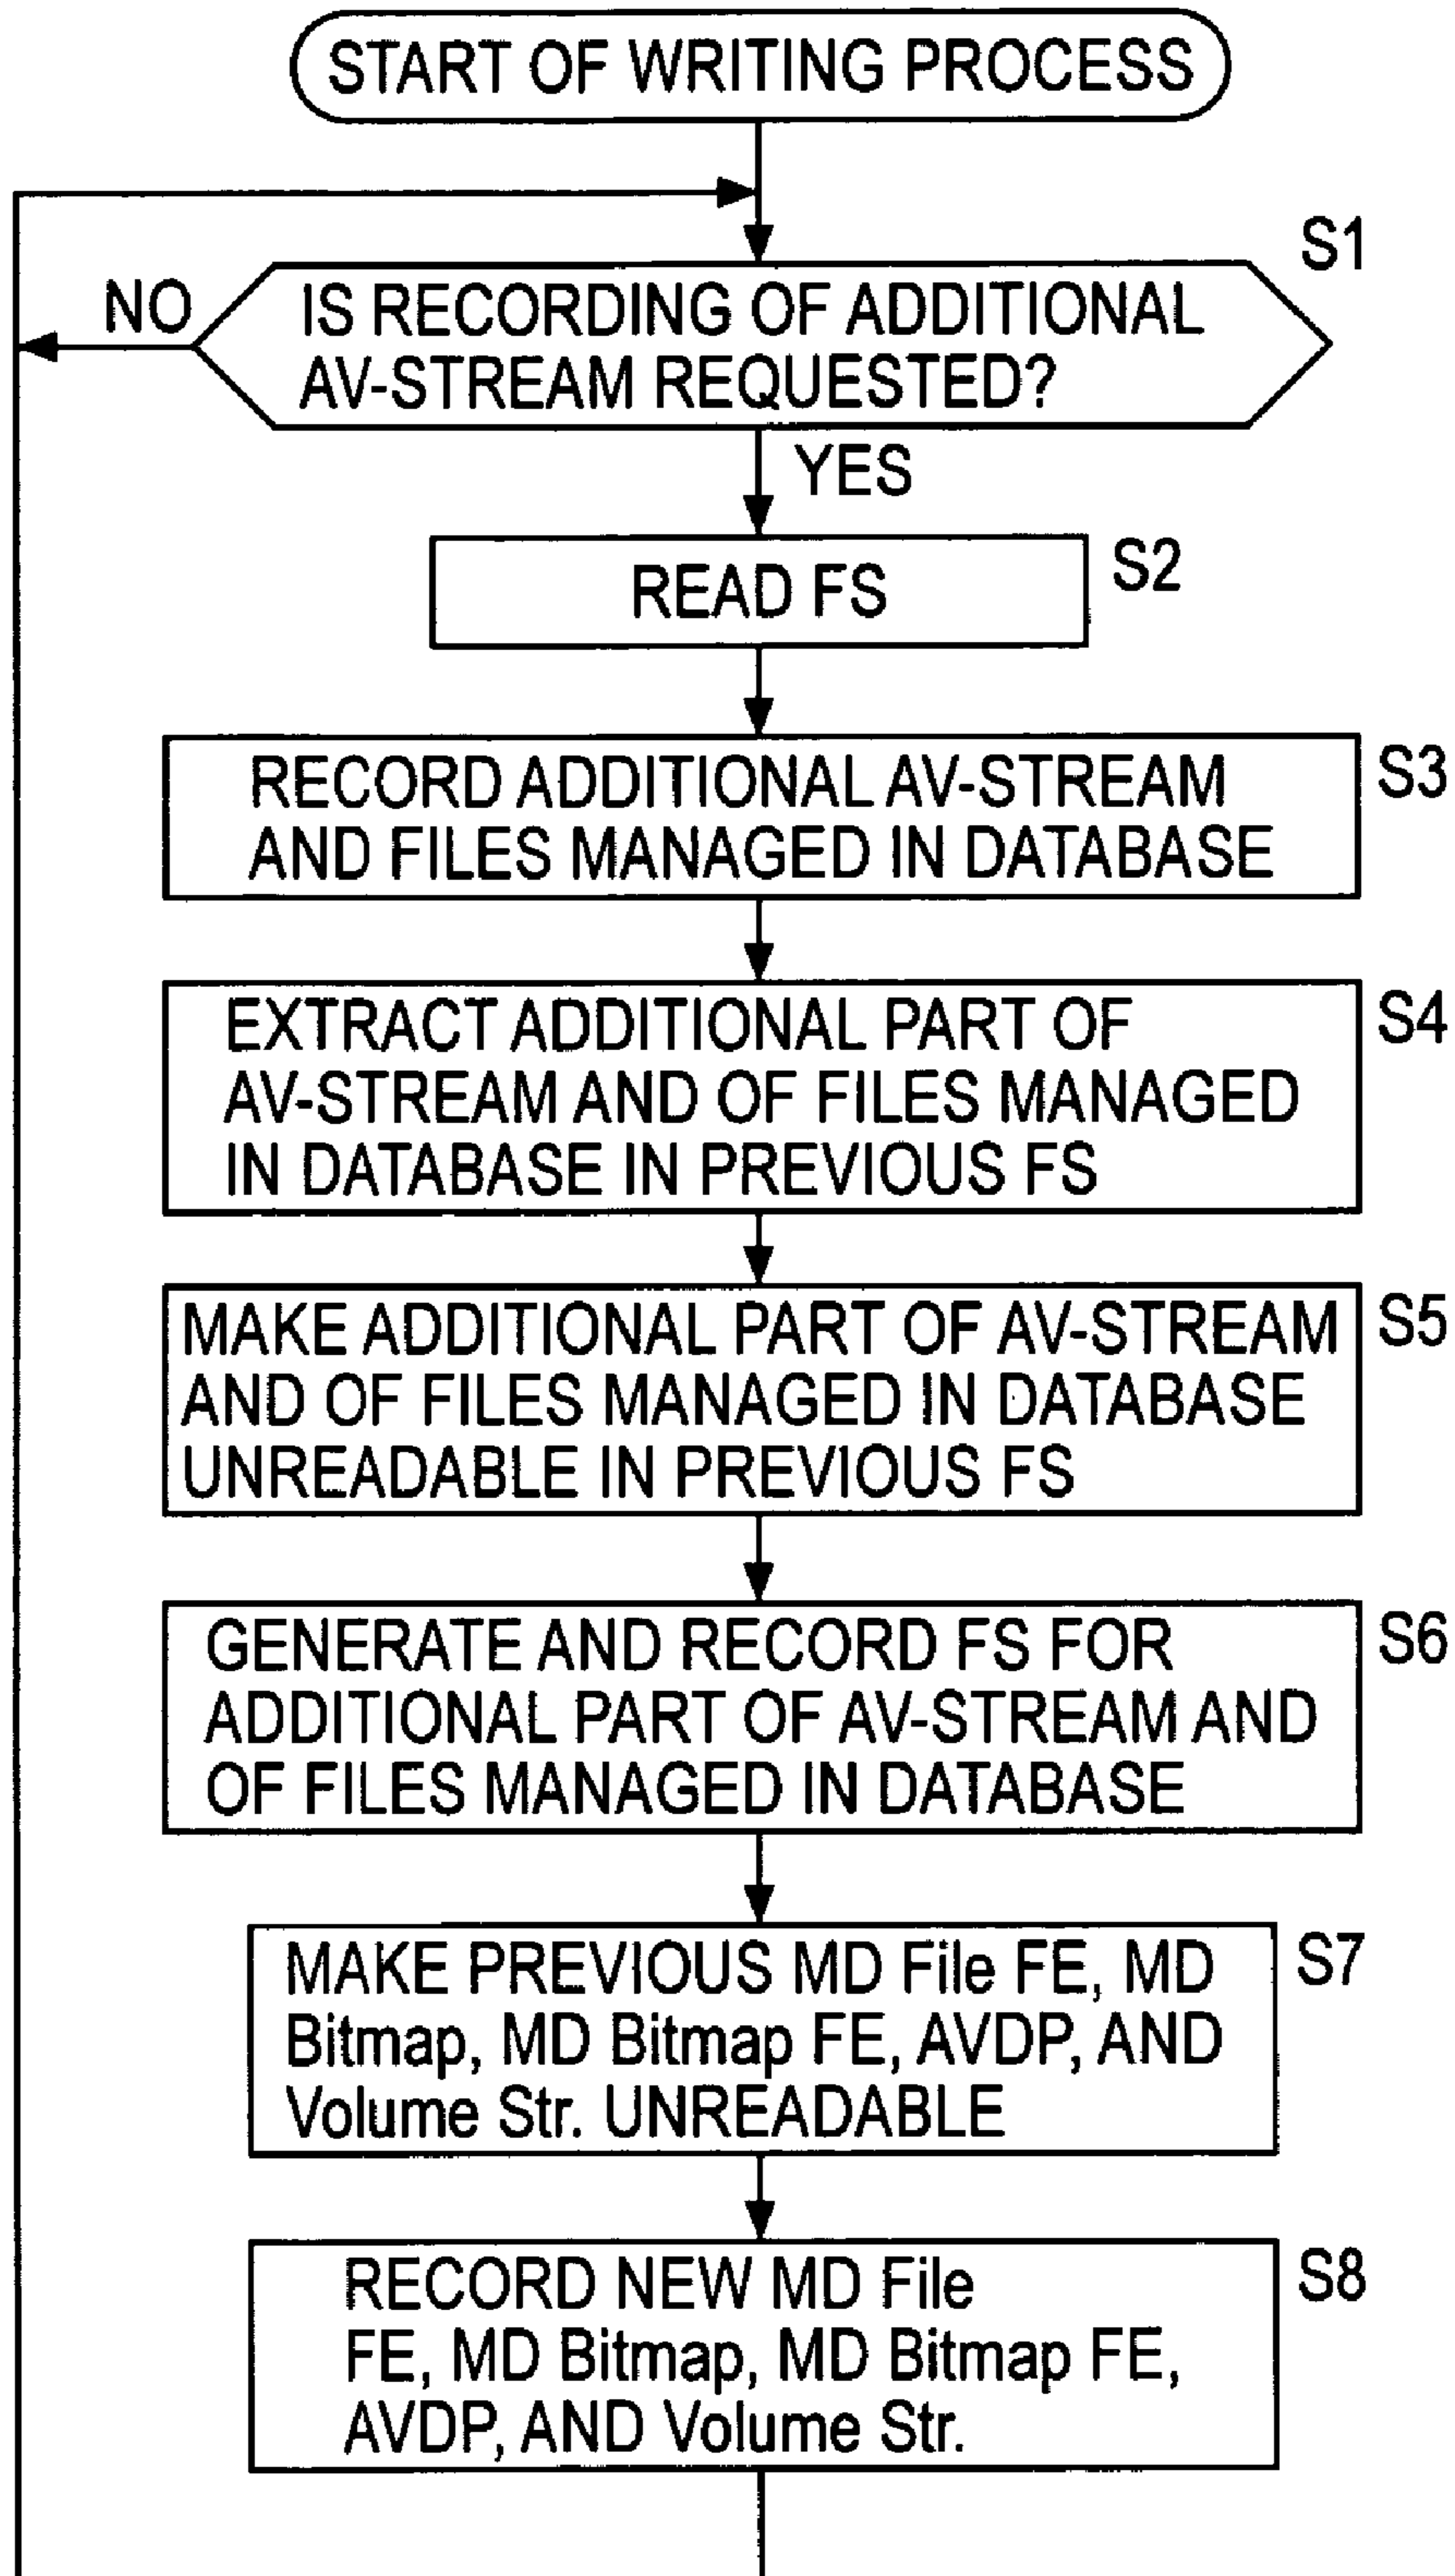 START OF WRITING PROCESS
S1
NO
IS RECORDING OF ADDITIONAL
AV-STREAM REQUESTED?
YES
S2
READ FS
S3
RECORD ADDITIONAL AV-STREAM
AND FILES MANAGED IN DATABASE
S4
EXTRACT ADDITIONAL PART OF
AV-STREAM AND OF FILES MANAGED
IN DATABASE IN PREVIOUS FS
S5
MAKE ADDITIONAL PART OF AV-STREAM
AND OF FILES MANAGED IN DATABASE
UNREADABLE IN PREVIOUS FS
S6
GENERATE AND RECORD FS FOR
ADDITIONAL PART OF AV-STREAM AND
OF FILES MANAGED IN DATABASE
S7
MAKE PREVIOUS MD File FE, MD
Bitmap, MD Bitmap FE, AVDP, AND
Volume Str. UNREADABLE
S8
RECORD NEW MD File
FE, MD Bitmap, MD Bitmap FE,
AVDP, AND Volume Str.